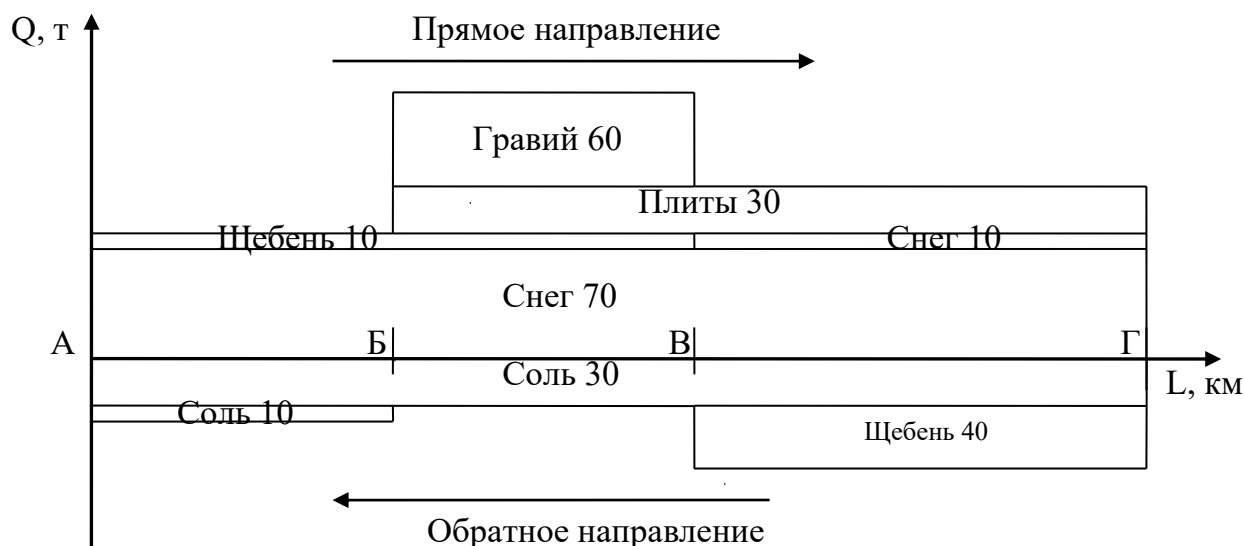 Q, т
Прямое направление
Гравий 60
Плиты 30
Щебень 10
Снег 10
Снег 70
А
Б
В
Г
Соль 30
L, км
Соль 10
Щебень 40
Обратное направление